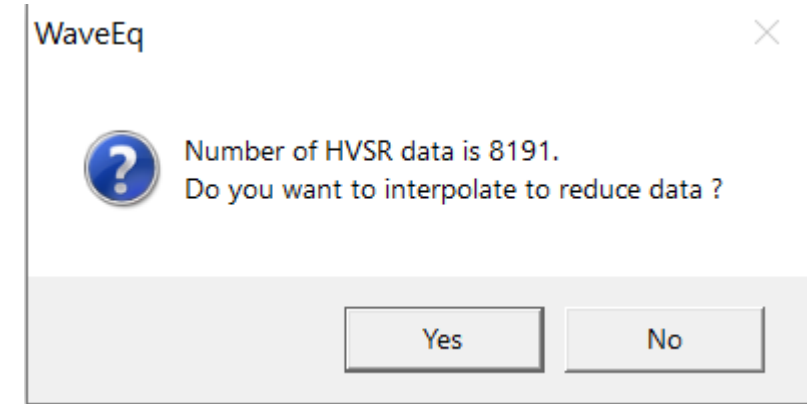 WaveEq
Number of HVSR data is 8191.
Do you want to interpolate to reduce data ?
Yes
No